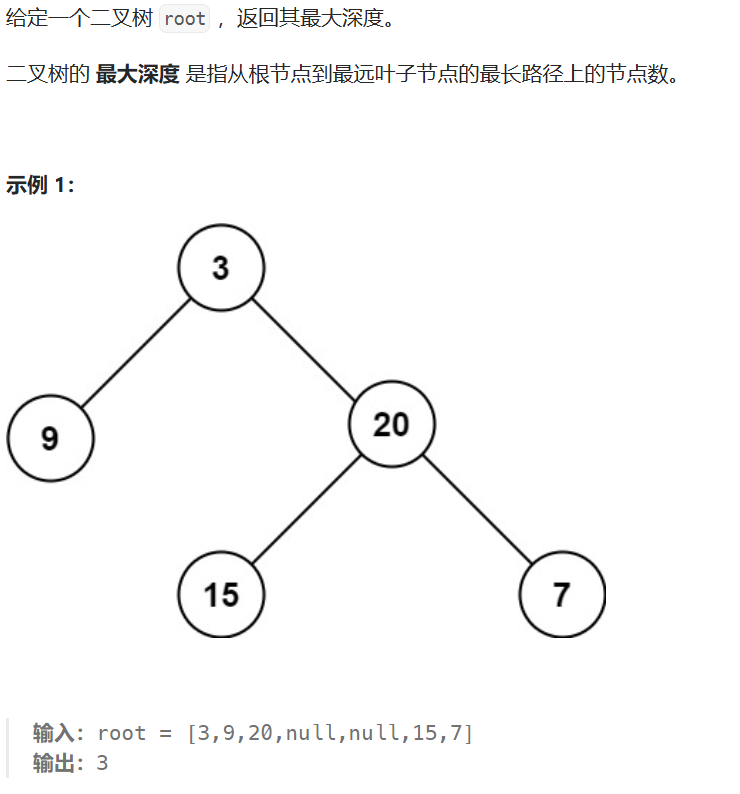 给定一个二叉树 root ，返回其最大深度。
二叉树的 最大深度 是指从根节点到最远叶子节点的最长路径上的节点数。
示例 1：
3
9
20
15
7
输入：root = [3,9,20,null,null,15,7]
输出：3